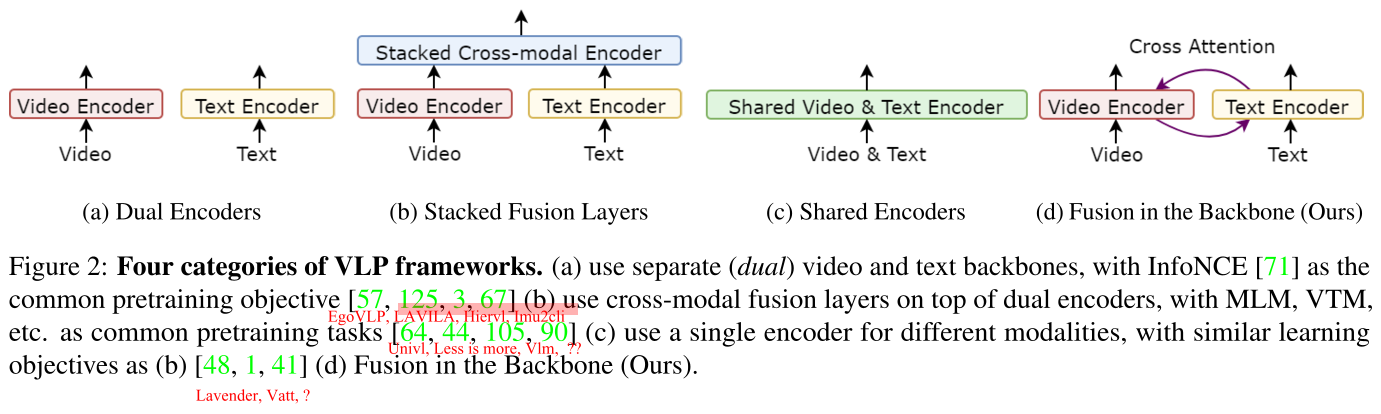 Stacked Cross-modal Encoder
Cross Attention
Video Encoder
Text Encoder
Video Encoder
Text Encoder
Shared Video & Text Encoder
Video Encoder
Text Encoder
Video
Text
Video
Text
Video & Text
Video
Text
(a) Dual Encoders
(b) Stacked Fusion Layers
(c) Shared Encoders
(d) Fusion in the Backbone (Ours)
Figure 2: Four categories of VLP frameworks. (a) use separate (dual) video and text backbones, with InfoNCE [71] as the
common pretraining objective [57, 125, 3, 67] (b) use cross-modal fusion layers on top of dual encoders, with MLM, VTM,
EgoVLP, LAVILA, Hiervl, Imu2cli
etc. as common pretraining tasks [64, 44, 105, 90] (c) use a single encoder for different modalities, with similar learning
Univl, Less is more, Vlm, ??
objectives as (b) [48, 1, 41] (d) Fusion in the Backbone (Ours).
Lavender, Vatt, ?